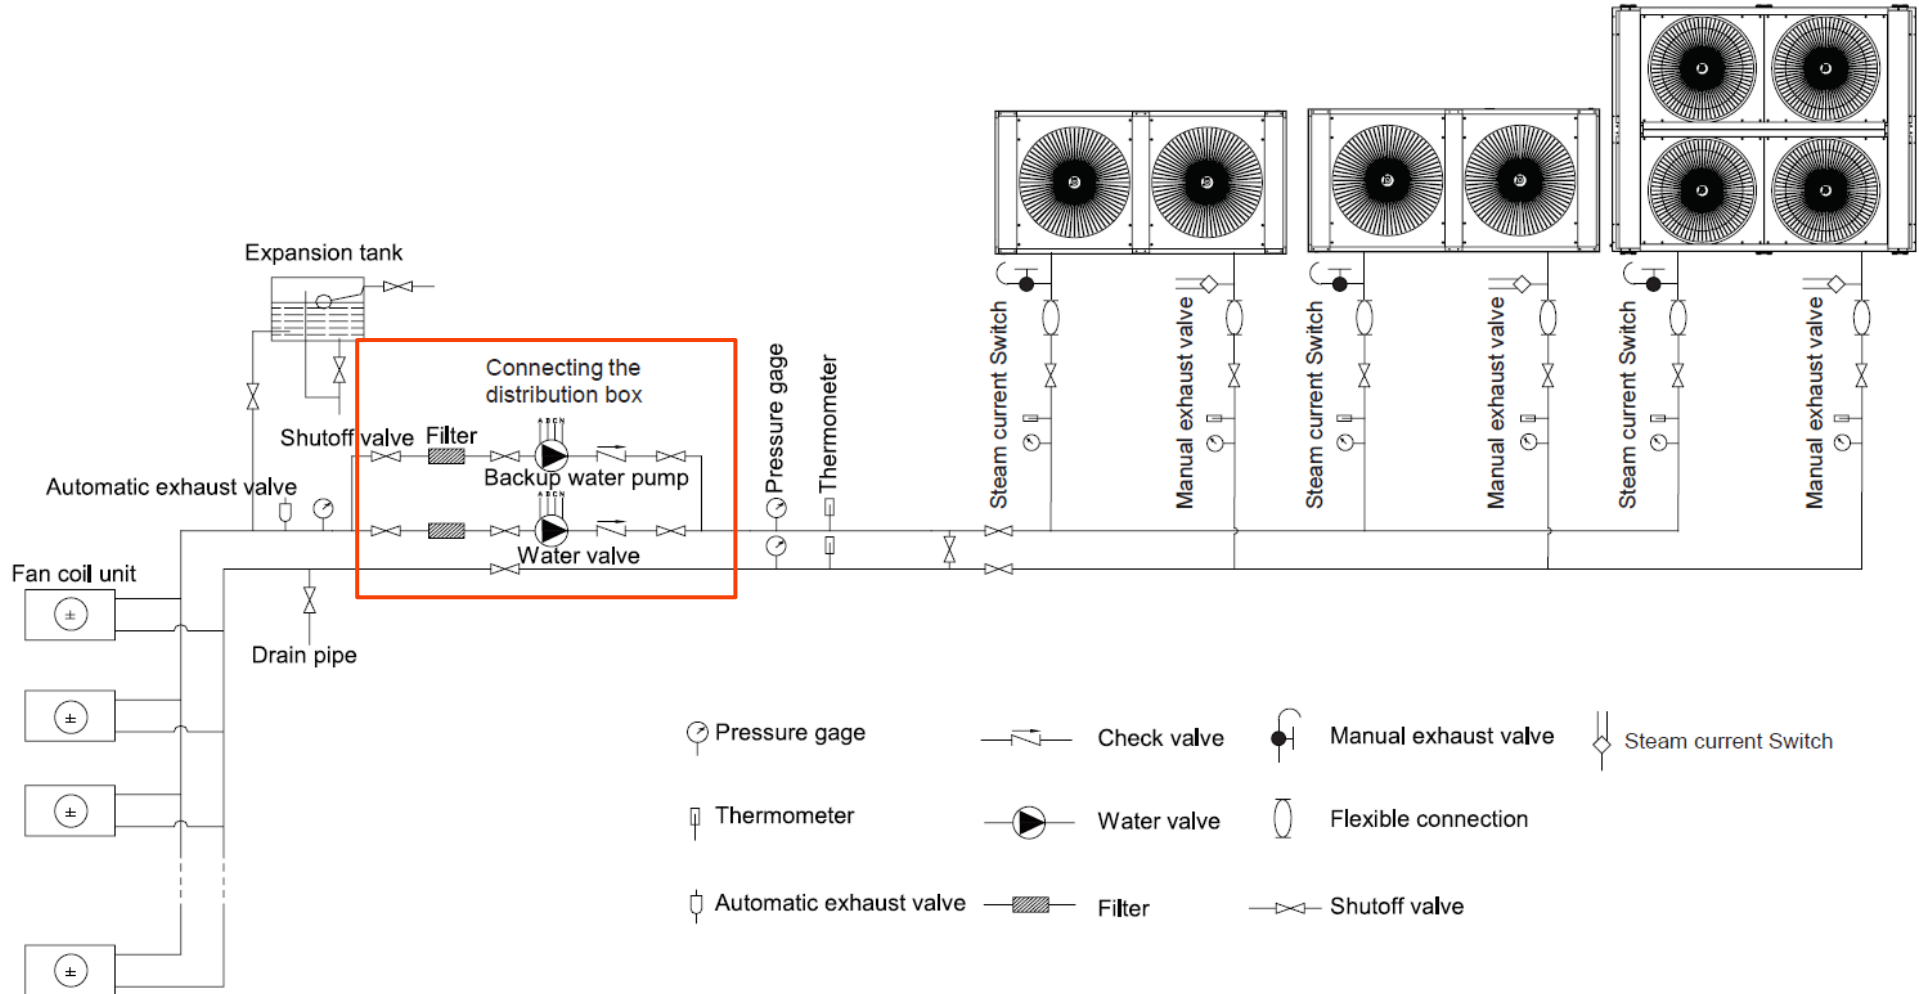 Expansion tank
Connecting the
distribution box
A B C N
Shutoff valve
Filter
Backup water pump
Automatic exhaust valve
A B C N
Water valve
Pressure gage
Thermometer
Steam current Switch
Manual exhaust valve
Steam current Switch
Manual exhaust valve
Steam current Switch
Manual exhaust valve
Fan coil unit
Drain pipe
Pressure gage
Check valve
Manual exhaust valve
Steam current Switch
Thermometer
Water valve
Flexible connection
Automatic exhaust valve
Filter
Shutoff valve